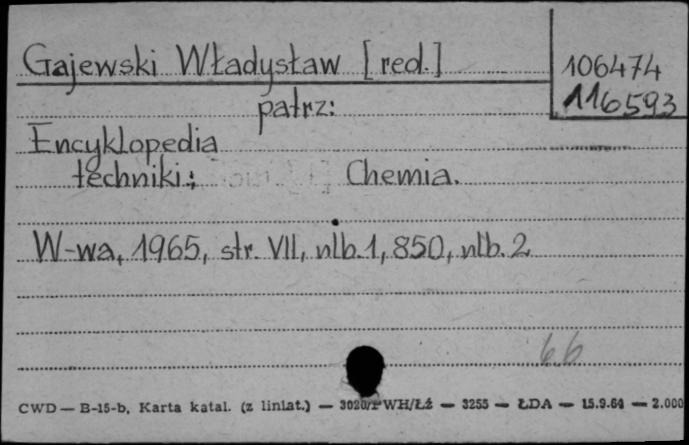 Gajewski Władysław [red.] 106474
116593
patrz:
Encyklopedia
techniki: Chemia.
W-wa, 1965, str. VII, nlb. 1, 850, nlb. 2
66
CWD — B-15-b, Karta katal. (z liniat.) — 3020/PWH/Łź — 3255 — ŁDA — 15.9.64 — 2.000